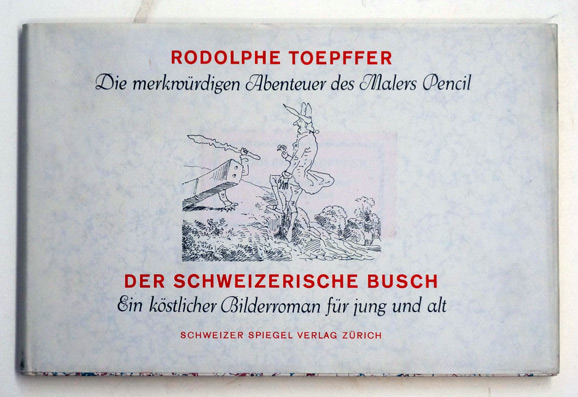 RODOLPHE TOEPFFER
Die merkwürdigen Abenteuer des Malers Pencil
DER SCHWEIZERISCHE BUSCH
Ein köstlicher Bilderroman für jung und alt
SCHWEIZER SPIEGEL VERLAG ZÜRICH